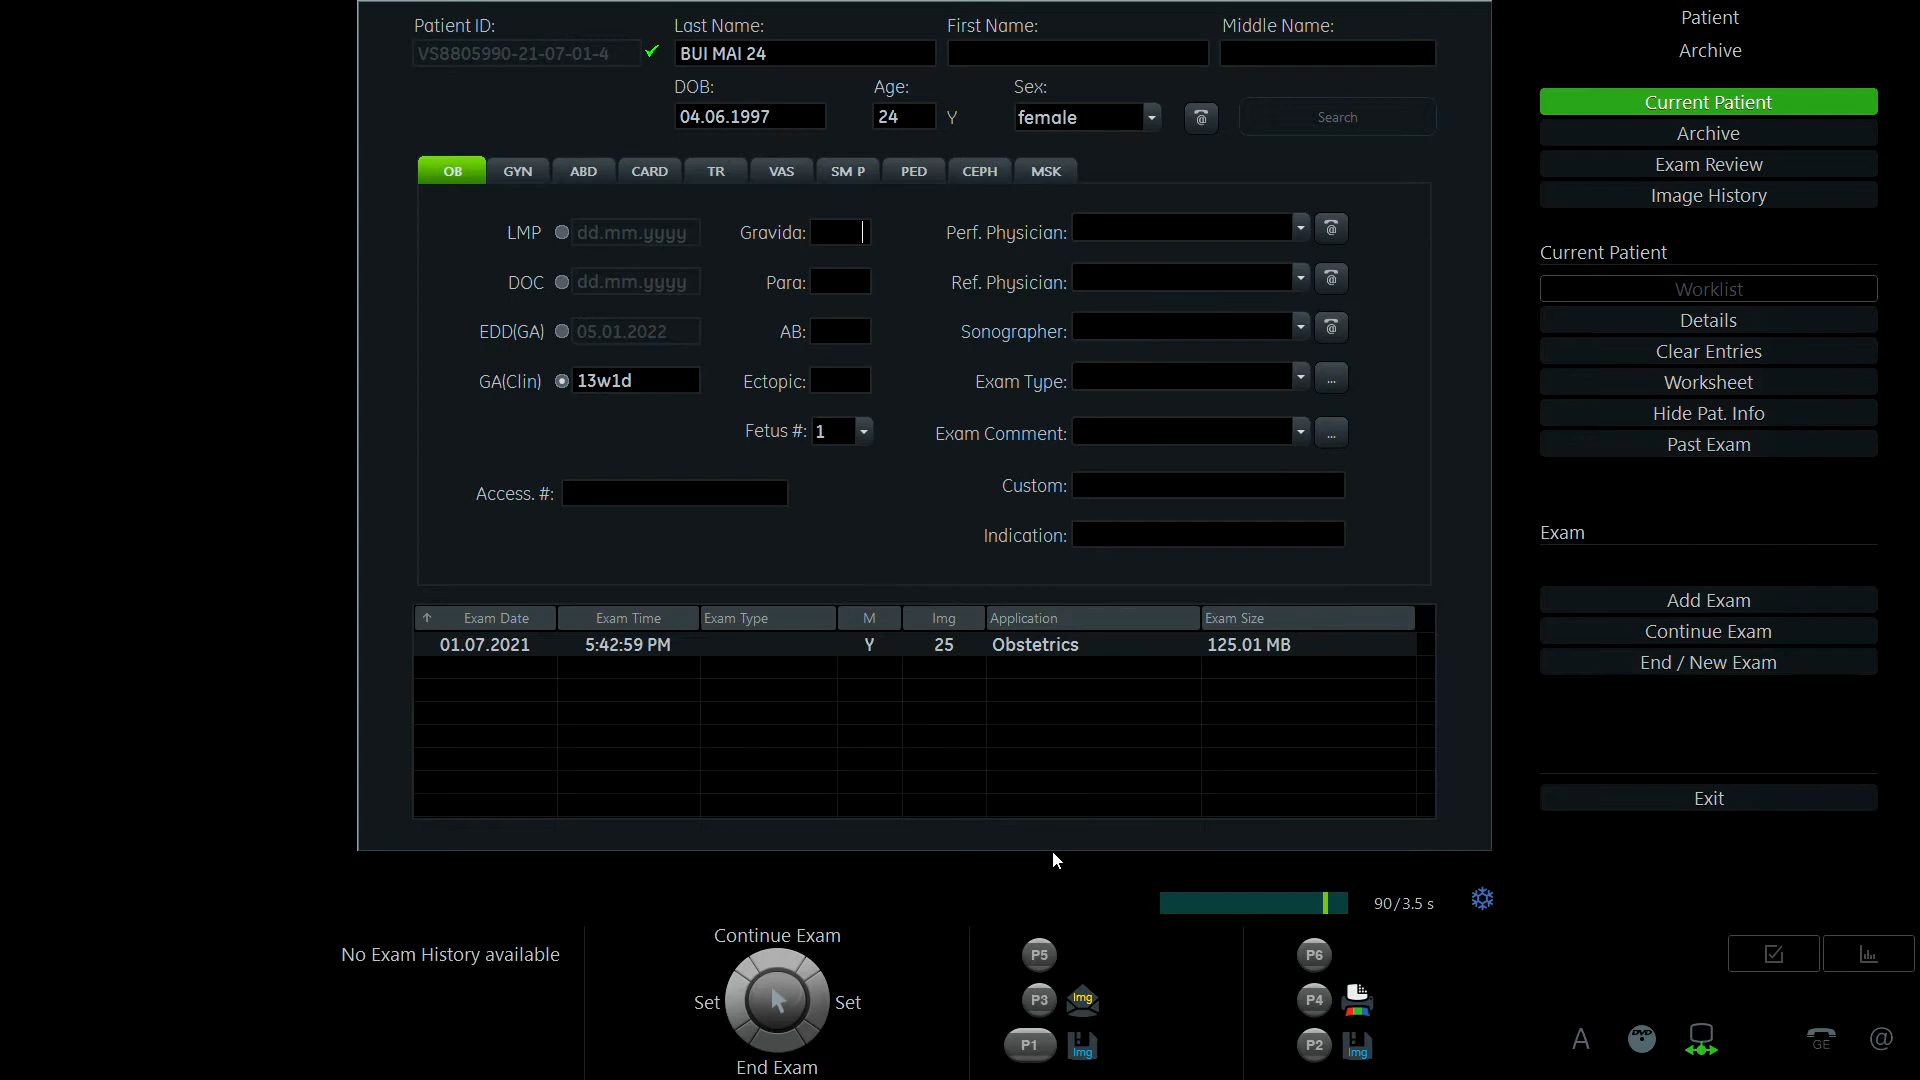 Patient ID: Last Name: First Name: Middle Name:
VS8805990-21-07-01-4 BUI MAI 24
DOB: Age: Sex:
04.06.1997 24 Y female @ Search
OB GYN ABD CARD TR VAS SM P PED CEPH MSK
LMP dd.mm.yyyy Gravida: Perf. Physician: @
DOC dd.mm.yyyy Para: Ref. Physician: @
EDD(GA) 05.01.2022 AB: Sonographer: @
GA(Clin) 13w1d Ectopic: Exam Type: ...
Fetus #: 1 Exam Comment: ...
Access. #: Custom:
Indication:
Exam Date Exam Time Exam Type M Img Application Exam Size
01.07.2021 5:42:59 PM Y 25 Obstetrics 125.01 MB
Patient
Archive
Current Patient
Archive
Exam Review
Image History
Current Patient
Worklist
Details
Clear Entries
Worksheet
Hide Pat. Info
Past Exam
Exam
Add Exam
Continue Exam
End / New Exam
Exit
90/3.5 s
No Exam History available
Continue Exam
Set Set
End Exam
P5 P6
P3 Img P4
P1 Img P2 Img
A DVD GE @